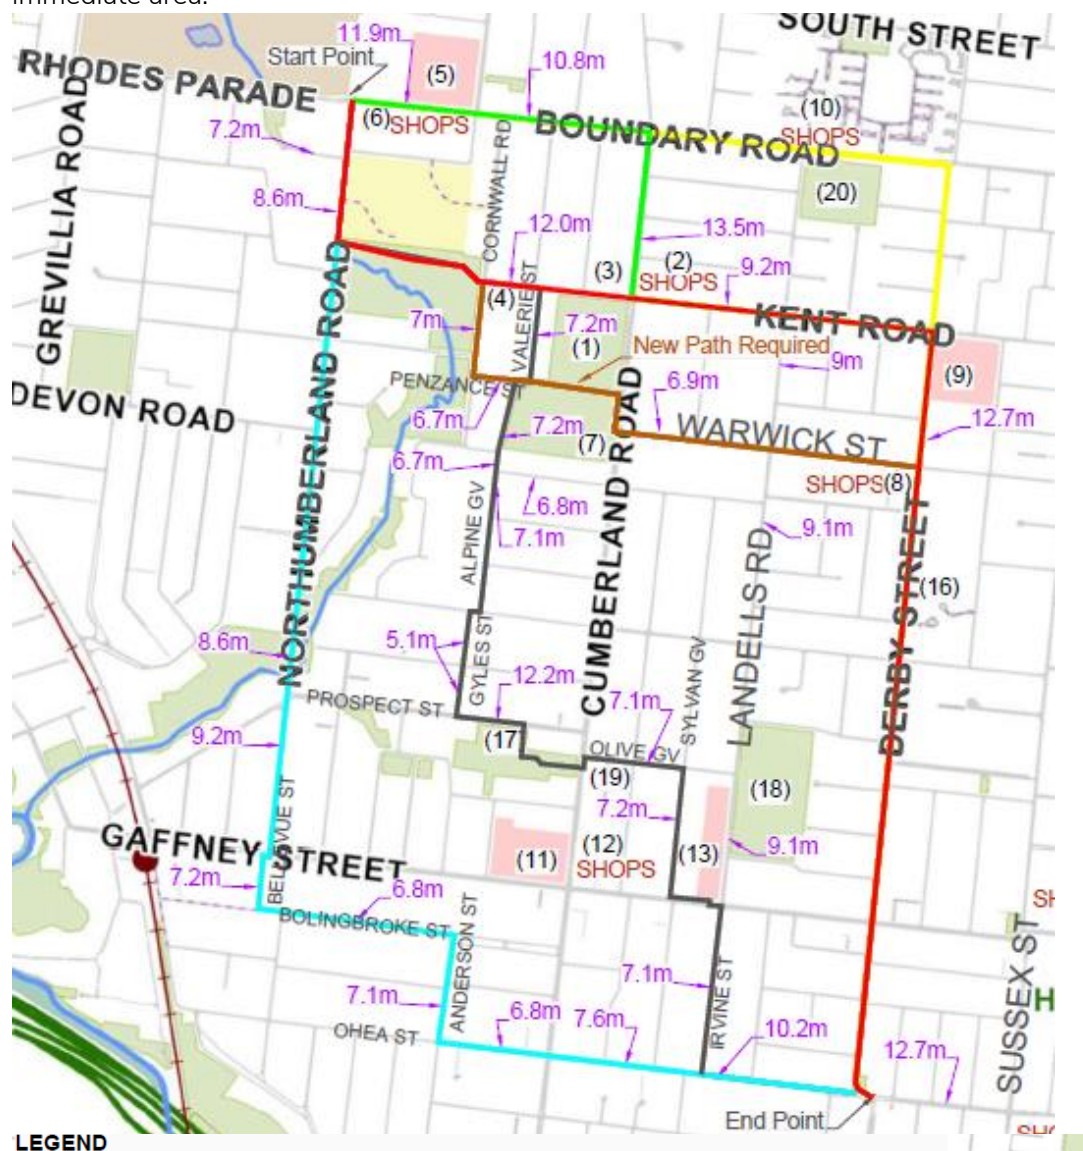 immediate area.
SOUTH STREET
11.9m
Start Point
(5)
10.8m
RHODES PARADE
(10)
SHOPS
(6)
SHOPS
BOUNDARY ROAD
7.2m
CORNWALL RD
(20)
8.6m
GREVILLIA ROAD
12.0m
13.5m
(3)
(2)
SHOPS
9.2m
(4)
VALERIE ST
7m
7.2m
(1)
KENT ROAD
New Path Required
9m
(9)
PENZANCE ST
6.9m
DEVON ROAD
6.7m
7.2m
(7)
WARWICK ST
12.7m
NORTHUMBERLAND ROAD
6.7m
SHOPS
(8)
6.8m
7.1m
ALPINE GV
CUMBERLAND ROAD
9.1m
LANDELLS RD
DERBY STREET
(16)
8.6m
5.1m
GYLES ST
12.2m
SYLVAN GV
7.1m
PROSPECT ST
9.2m
(17)
OLIVE GV
(19)
(18)
BELLEVUE ST
7.2m
GAFFNEY STREET
(11)
(12)
SHOPS
(13)
9.1m
7.2m
6.8m
BOLINGBROKE ST
ANDERSON ST
SH
SUSSEX ST
7.1m
7.1m
IRVINE ST
H
OHEA ST
6.8m
7.6m
10.2m
12.7m
End Point
SHO
LEGEND